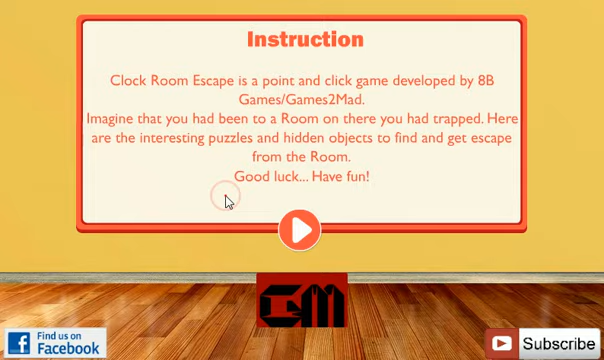 Instruction
Clock Room Escape is a point and click game developed by 8B
Games/Games2Mad.
Imagine that you had been to a Room on there you had trapped. Here
are the interesting puzzles and hidden objects to find and get escape
from the Room.
Good luck... Have fun!
Find us on
Facebook
Subscribe